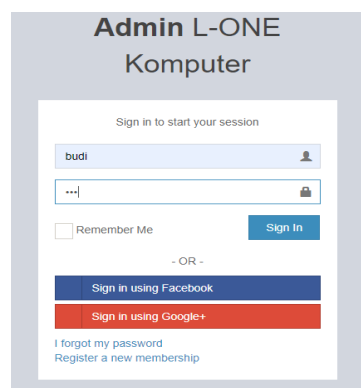 Admin L-ONE
Komputer
Sign in to start your session
budi
•••
Remember Me
Sign In
- OR -
Sign in using Facebook
Sign in using Google+
I forgot my password
Register a new membership